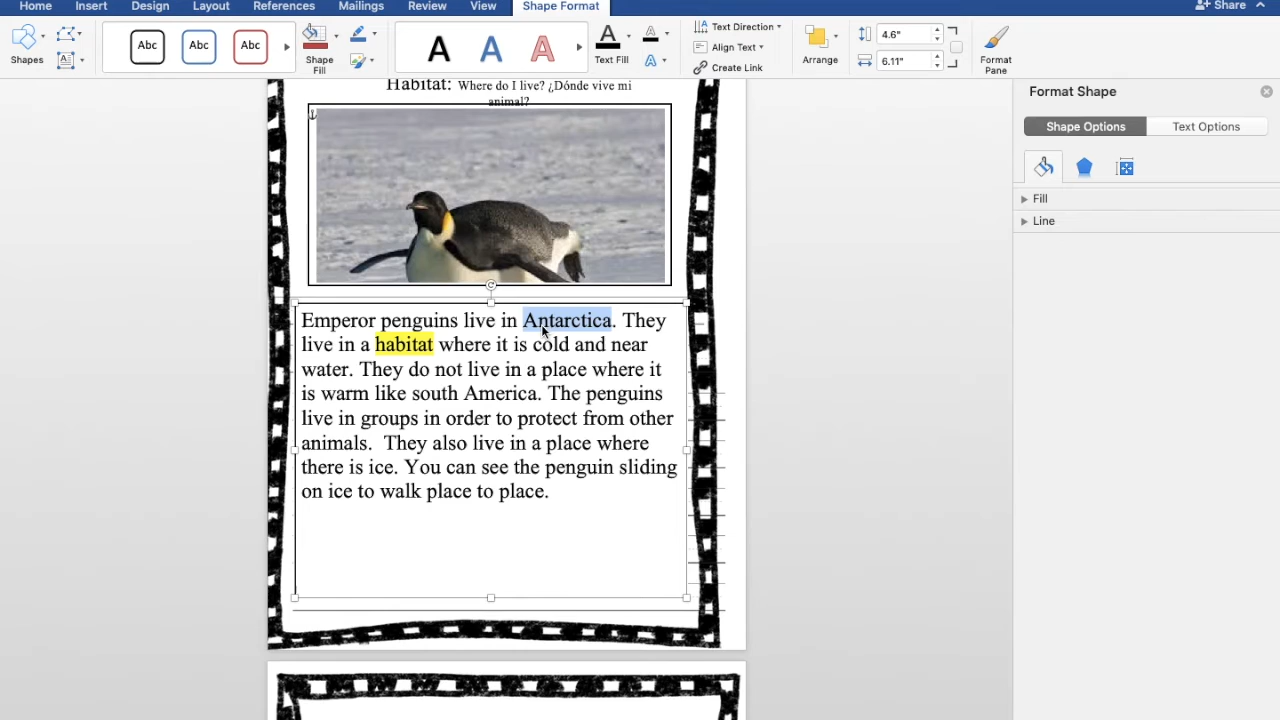 Home Insert Design Layout References Mailings Review View Shape Format Share
Shapes Abc Abc Abc Shape Fill A A A A Text Fill A A Text Direction Align Text Create Link Arrange 4.6" 6.11" Format Pane
Format Shape
Shape Options Text Options
Fill
Line
Habitat: Where do I live? ¿Dónde vive mi
animal?
Emperor penguins live in Antarctica. They
live in a habitat where it is cold and near
water. They do not live in a place where it
is warm like south America. The penguins
live in groups in order to protect from other
animals.  They also live in a place where
there is ice. You can see the penguin sliding
on ice to walk place to place.